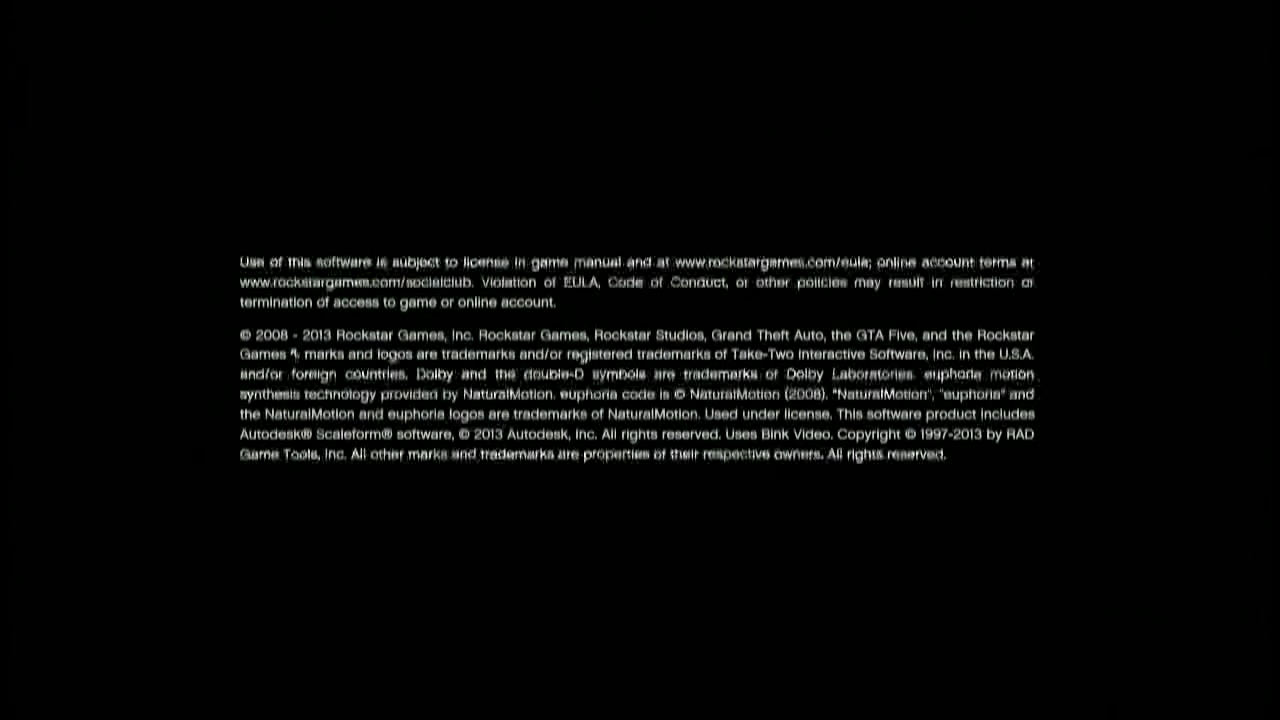 Use of this software is subject to license in game manual and at www.rockstargames.com/eula; online account terms at
www.rockstargames.com/socialclub. Violation of EULA, Code of Conduct, or other policies may result in restriction or
termination of access to game or online account.
© 2008 - 2013 Rockstar Games, Inc. Rockstar Games, Rockstar Studios, Grand Theft Auto, the GTA Five, and the Rockstar
Games marks and logos are trademarks and/or registered trademarks of Take-Two Interactive Software, Inc. in the U.S.A.
and/or foreign countries. Dolby and the double-D symbols are trademarks of Dolby Laboratories. euphoria motion
synthesis technology provided by NaturalMotion. euphoria code is © NaturalMotion (2008). "NaturalMotion", "euphoria" and
the NaturalMotion and euphoria logos are trademarks of NaturalMotion. Used under license. This software product includes
Autodesk® Scaleform® software, © 2013 Autodesk, Inc. All rights reserved. Uses Bink Video. Copyright © 1997-2013 by RAD
Game Tools, Inc. All other marks and trademarks are properties of their respective owners. All rights reserved.